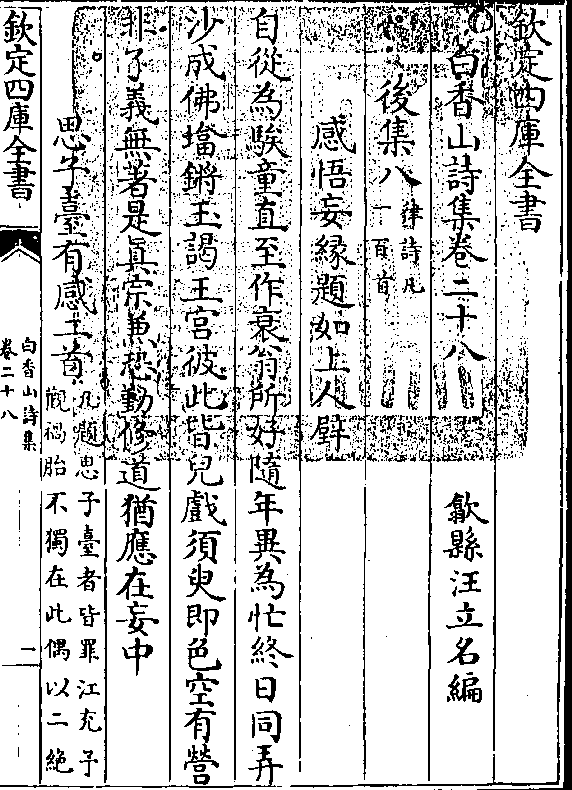 欽定四庫全書
白香山詩集卷二十八
歙縣汪立名編
後集八
律詩凡
一百首
感悟妄縁題如上人壁
自從為騃童直至作衰翁所好隨年異為忙終日同弄
沙成佛墖鏘玉謁王宮彼此皆兒戲須臾即色空有營
非了義無著是真宗兼恐勤修道猶應在妄中
思子臺有感二首
凡題思子臺者皆罪江充予
觀禍胎不獨在此偶以二絶
欽定四庫全書
白香山詩集
卷二十八
一